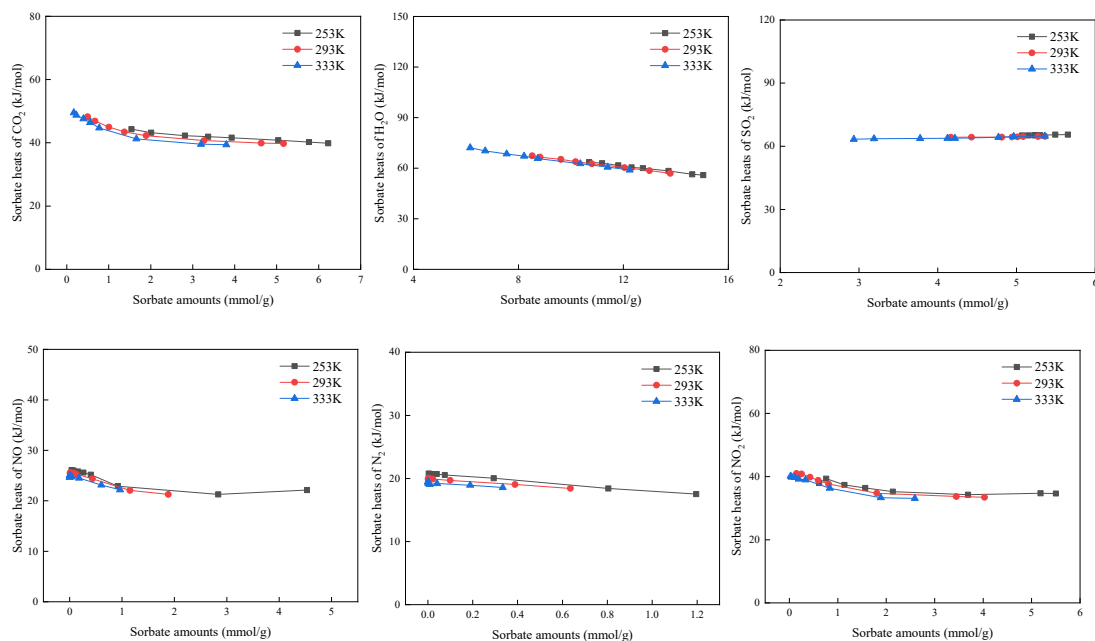 80
60
40
20
0
Sorbate heats of CO2 (kJ/mol)
253K
293K
333K
0 1 2 3 4 5 6 7
Sorbate amounts (mmol/g)
150
120
90
60
30
0
Sorbate heats of H2O (kJ/mol)
253K
293K
333K
4 8 12 16
Sorbate amounts (mmol/g)
120
90
60
30
0
Sorbate heats of SO2 (kJ/mol)
253K
293K
333K
2 3 4 5 6
Sorbate amounts (mmol/g)
50
40
30
20
10
0
Sorbate heats of NO (kJ/mol)
253K
293K
333K
0 1 2 3 4 5
Sorbate amounts (mmol/g)
40
30
20
10
0
Sorbate heats of N2 (kJ/mol)
253K
293K
333K
0.0 0.2 0.4 0.6 0.8 1.0 1.2
Sorbate amounts (mmol/g)
80
60
40
20
0
Sorbate heats of NO2 (kJ/mol)
253K
293K
333K
0 1 2 3 4 5 6
Sorbate amounts (mmol/g)